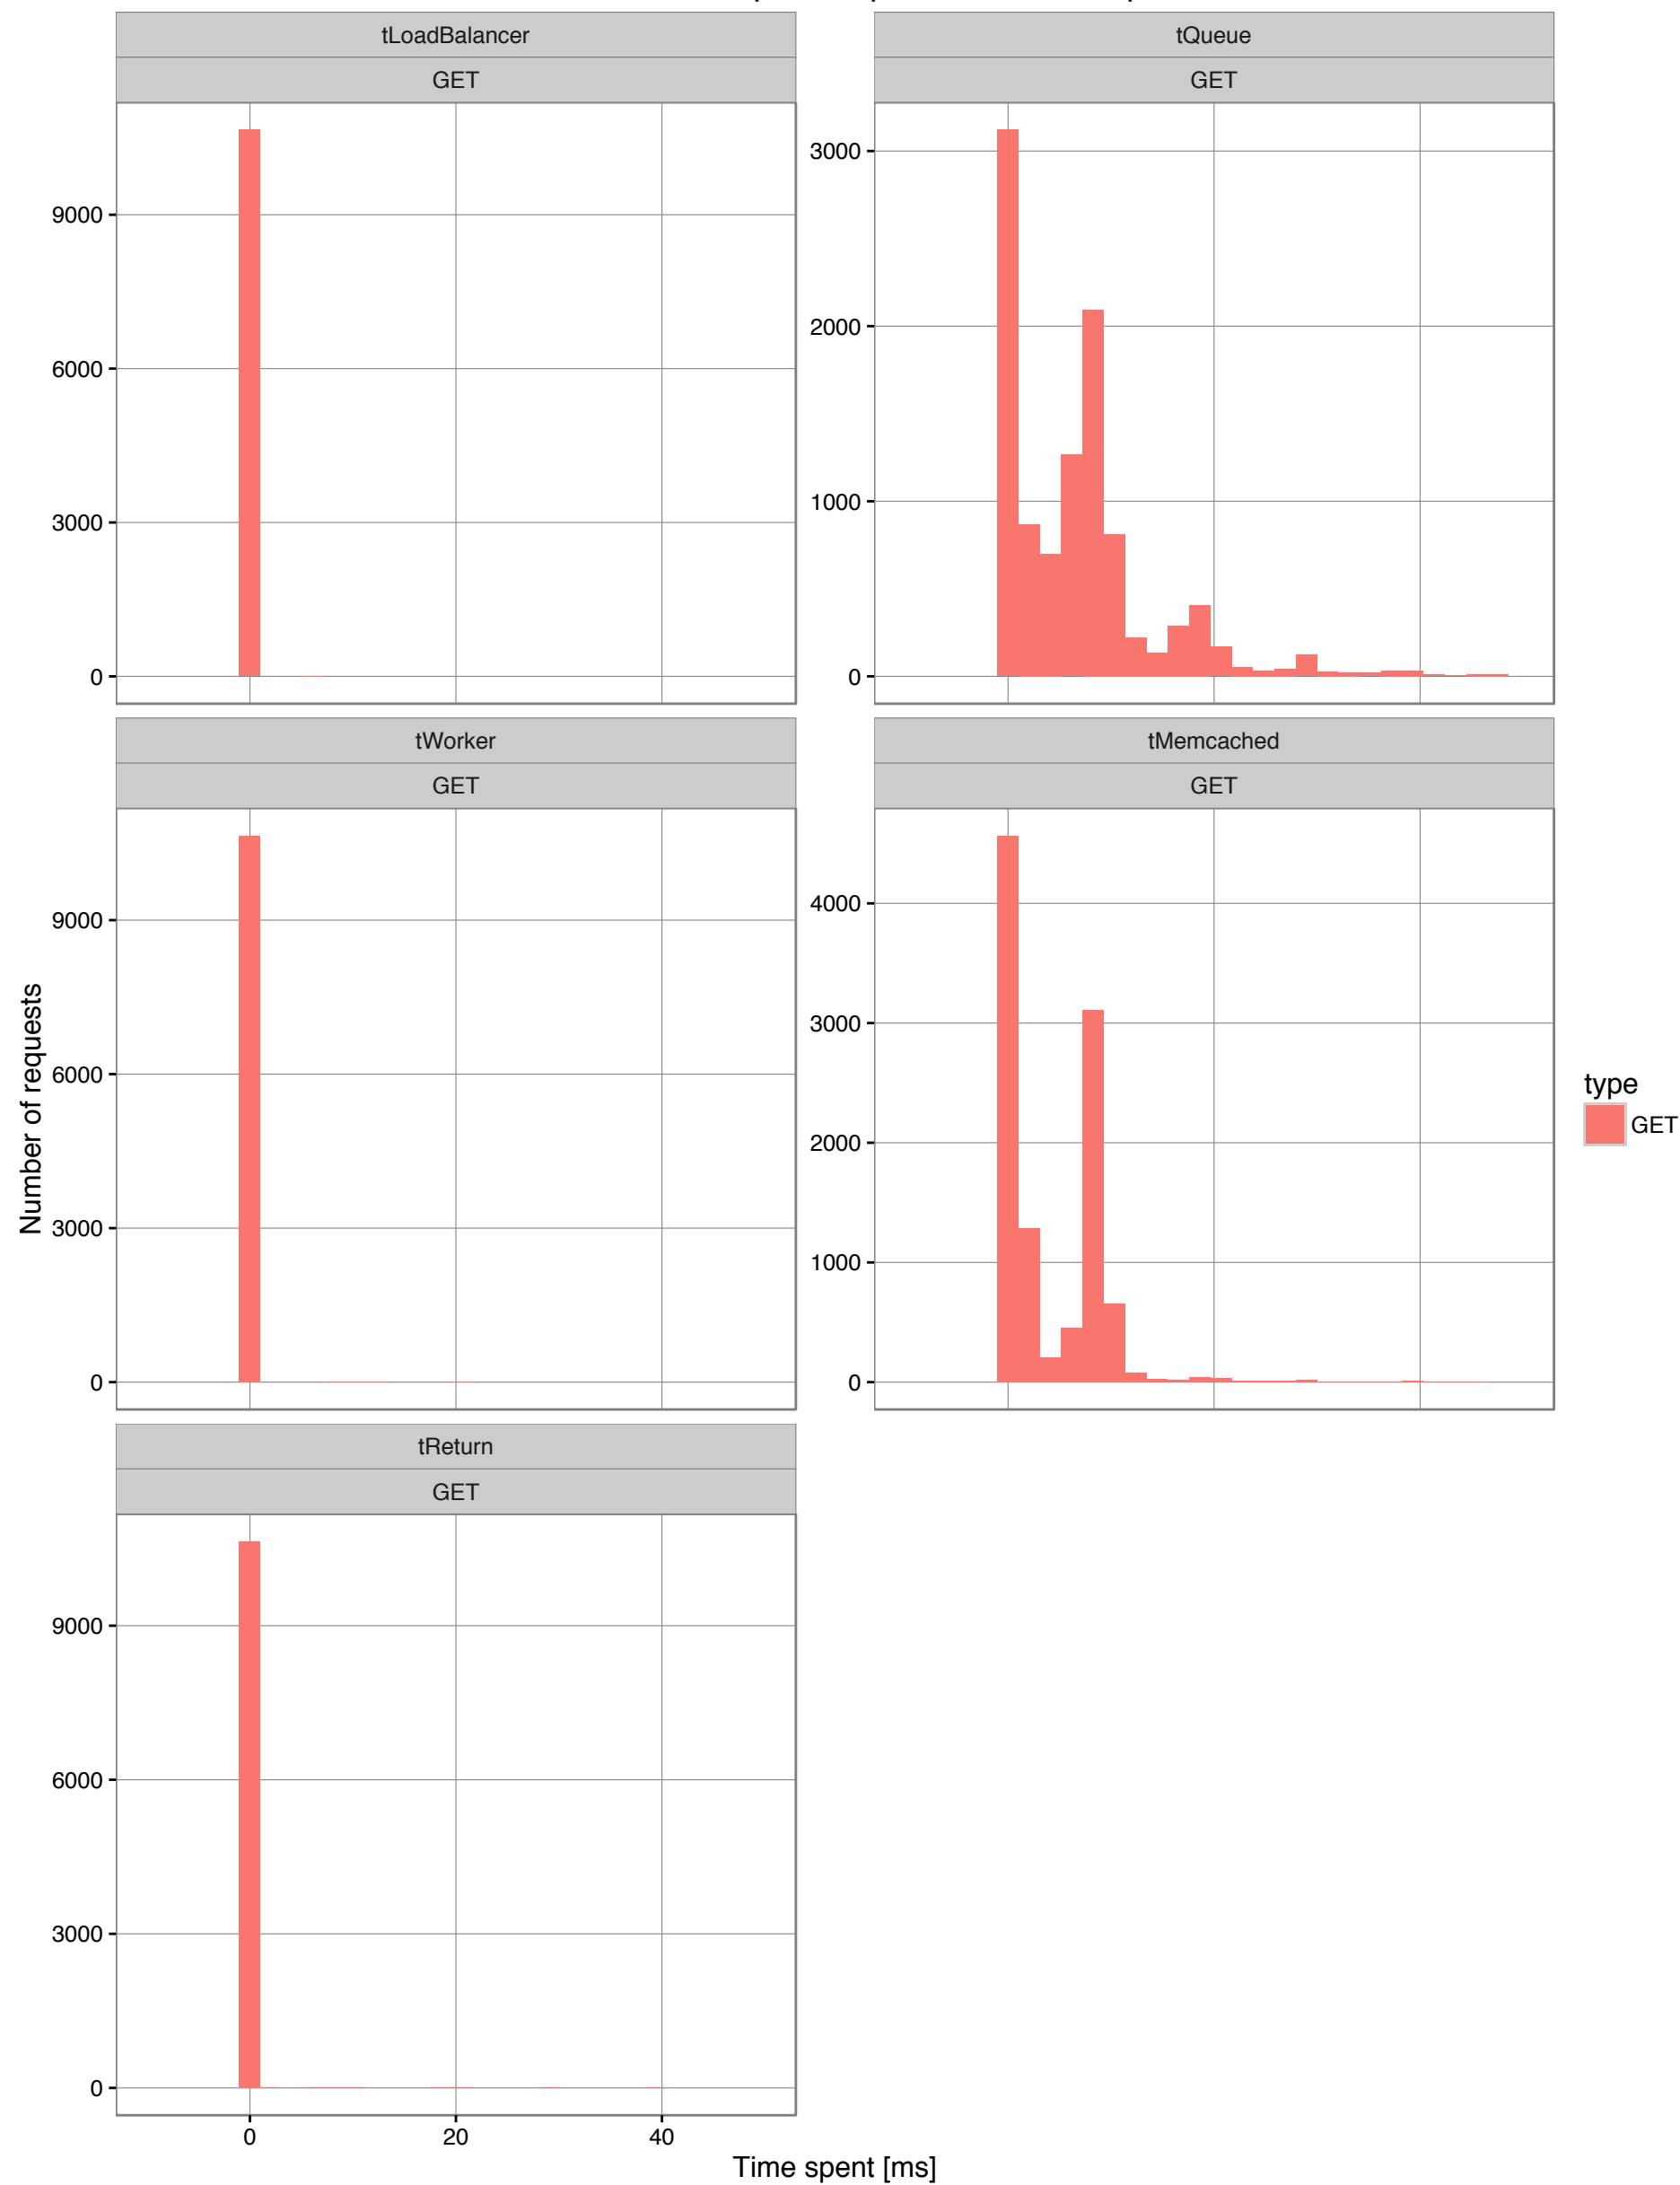 tLoadBalancer
GET
9000
6000
3000
0
tQueue
GET
3000
2000
1000
0
tWorker
GET
9000
6000
3000
0
tMemcached
GET
4000
3000
2000
1000
0
tReturn
GET
9000
6000
3000
0
0 20 40
Time spent [ms]
Number of requests
type
GET